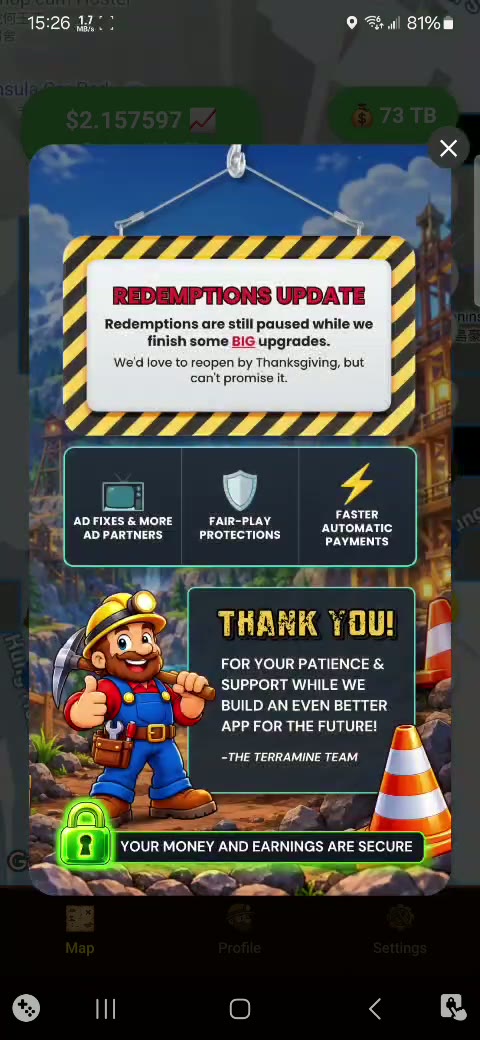 15:26 1.7 MB/s 81%
$2.157597 73 TB
REDEMPTIONS UPDATE
Redemptions are still paused while we
finish some BIG upgrades.
We'd love to reopen by Thanksgiving, but
can't promise it.
AD FIXES & MORE
AD PARTNERS
FAIR-PLAY
PROTECTIONS
FASTER
AUTOMATIC
PAYMENTS
THANK YOU!
FOR YOUR PATIENCE &
SUPPORT WHILE WE
BUILD AN EVEN BETTER
APP FOR THE FUTURE!
-THE TERRAMINE TEAM
YOUR MONEY AND EARNINGS ARE SECURE
Map Profile Settings